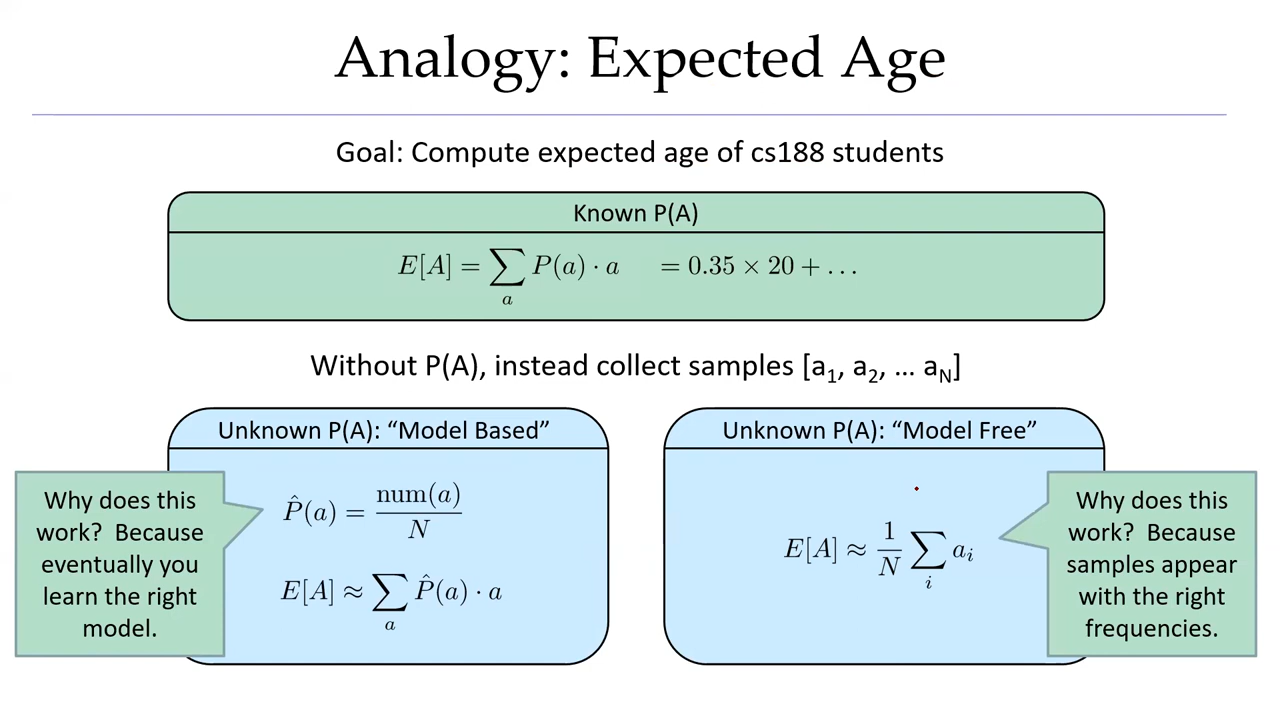 Analogy: Expected Age
Goal: Compute expected age of cs188 students
Known P(A)
E[A] = ∑ₐ P(a) · a = 0.35 × 20 + …
Without P(A), instead collect samples [a₁, a₂, … a_N]
Unknown P(A): “Model Based”
P̂(a) = num(a) / N
E[A] ≈ ∑ₐ P̂(a) · a
Why does this
work? Because
eventually you
learn the right
model.
Unknown P(A): “Model Free”
E[A] ≈ 1/N ∑ᵢ aᵢ
Why does this
work? Because
samples appear
with the right
frequencies.